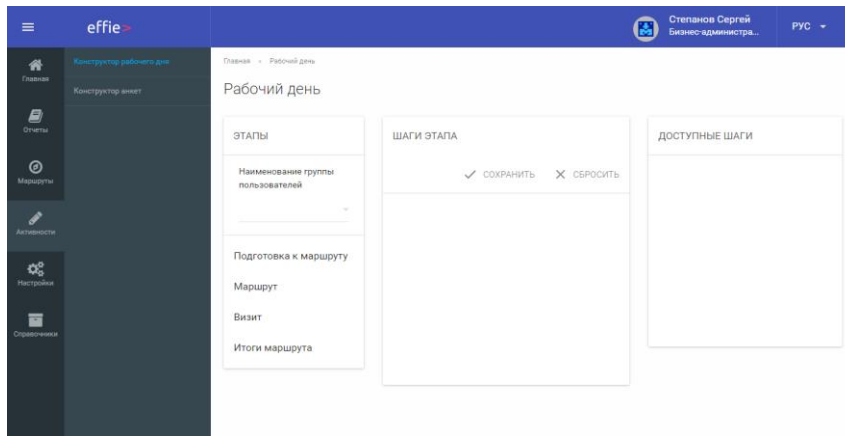 effie>
Степанов Сергей
Бизнес-администра...
РУС
Главная
Отчеты
Маршруты
Активности
Настройки
Справочники
Конструктор рабочего дня
Конструктор анкет
Главная - Рабочий день
Рабочий день
ЭТАПЫ
Наименование группы
пользователей
Подготовка к маршруту
Маршрут
Визит
Итоги маршрута
ШАГИ ЭТАПА
СОХРАНИТЬ СБРОСИТЬ
ДОСТУПНЫЕ ШАГИ